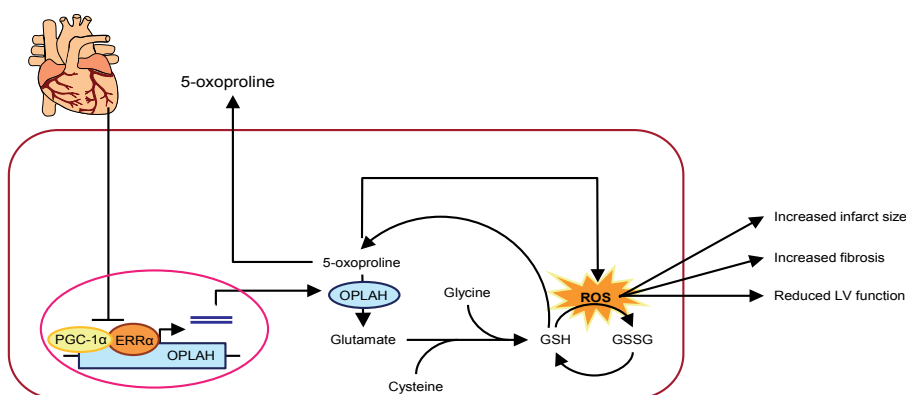 5-oxoproline
Increased infarct size
5-oxoproline
Increased fibrosis
OPLAH
Glycine
ROS
Reduced LV function
PGC-1α
ERRα
Glutamate
GSH
GSSG
OPLAH
Cysteine